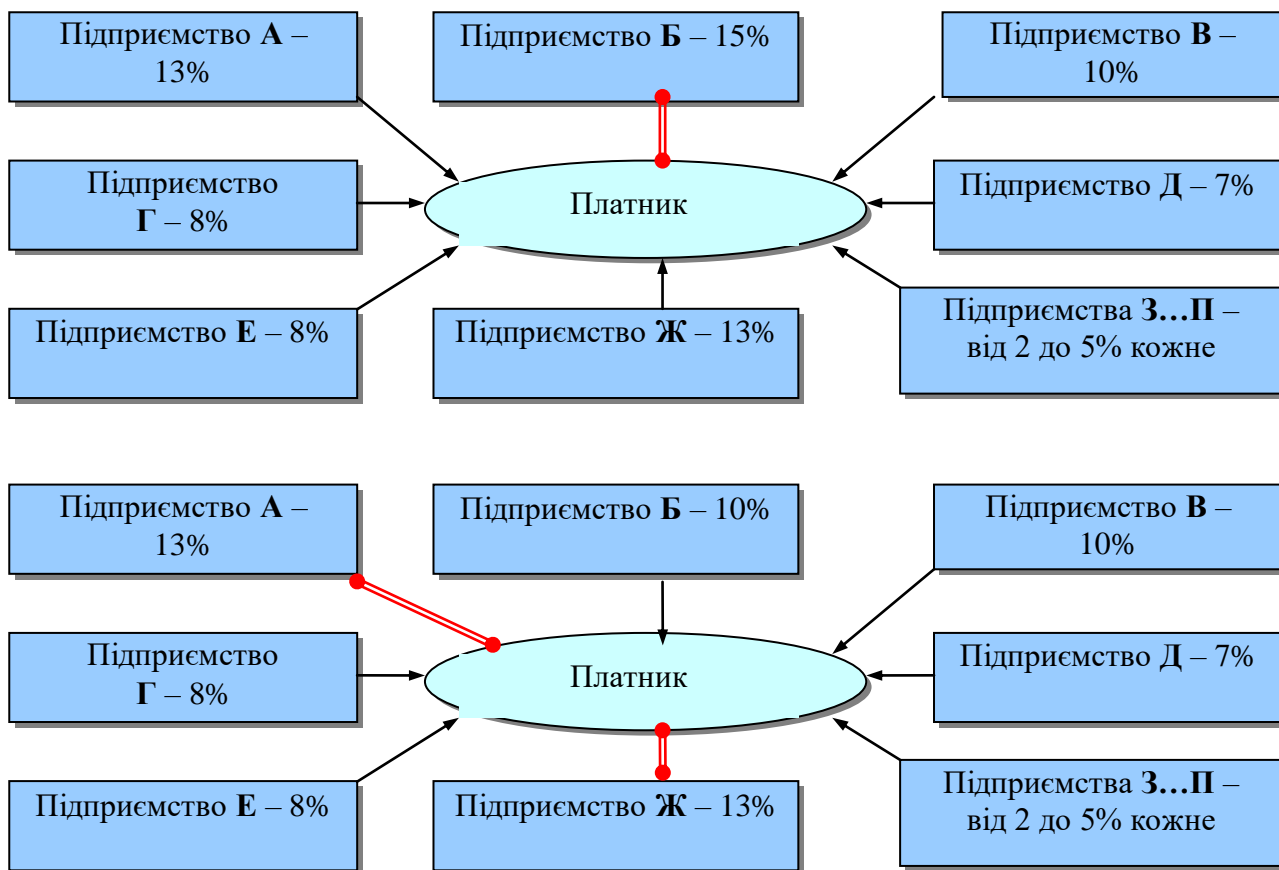 Підприємство А –
13%
Підприємство Б – 15%
Підприємство В –
10%
Підприємство
Г – 8%
Платник
Підприємство Д – 7%
Підприємство Е – 8%
Підприємство Ж – 13%
Підприємства З...П –
від 2 до 5% кожне
Підприємство А –
13%
Підприємство Б – 10%
Підприємство В –
10%
Підприємство
Г – 8%
Платник
Підприємство Д – 7%
Підприємство Е – 8%
Підприємство Ж – 13%
Підприємства З...П –
від 2 до 5% кожне